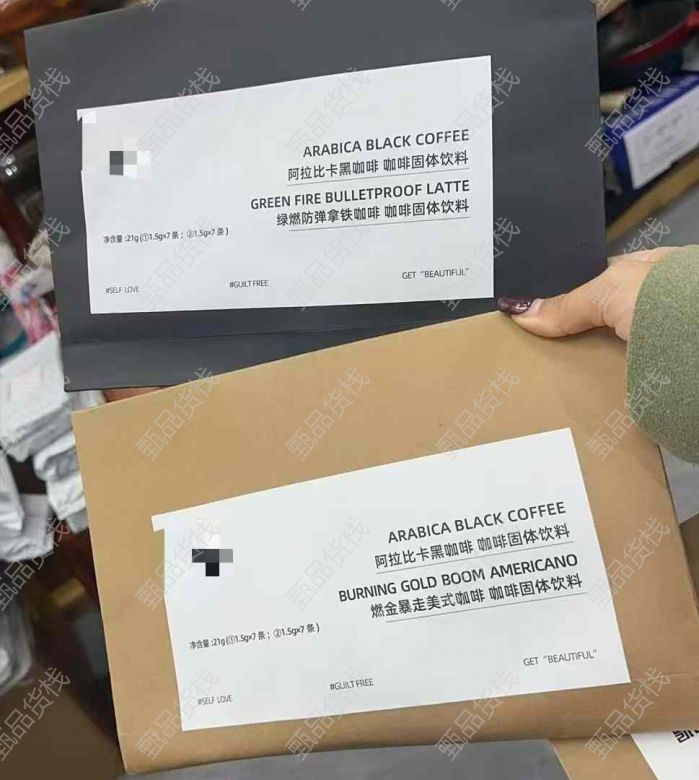 ARABICA BLACK COFFEE
阿拉比卡黑咖啡 咖啡固体饮料
GREEN FIRE BULLETPROOF LATTE
绿燃防弹拿铁咖啡 咖啡固体饮料
净含量:21g(①1.5g×7条;②1.5g×7条)
#SELF LOVE
#GUILT FREE
GET "BEAUTIFUL"
ARABICA BLACK COFFEE
阿拉比卡黑咖啡 咖啡固体饮料
BURNING GOLD BOOM AMERICANO
燃金暴走美式咖啡 咖啡固体饮料
净含量:21g(①1.5g×7条;②1.5g×7条)
#SELF LOVE
#GUILT FREE
GET "BEAUTIFUL"
甄品货栈